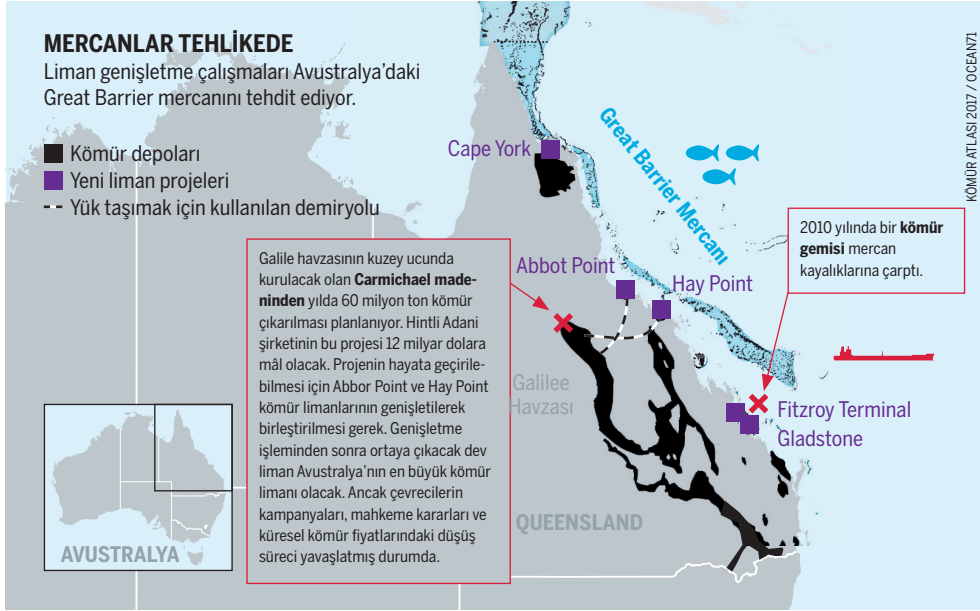 MERCANLAR TEHLİKEDE
Liman genişletme çalışmaları Avustralya'daki
Great Barrier mercanını tehdit ediyor.
Kömür depoları
Yeni liman projeleri
Yük taşımak için kullanılan demiryolu
Cape York
Great Barrier Mercanı
KÖMÜR ATLASI 2017 / OCEAN71
2010 yılında bir kömür
gemisi mercan
kayalıklarına çarptı.
Galile havzasının kuzey ucunda
kurulacak olan Carmichael made-
ninden yılda 60 milyon ton kömür
çıkarılması planlanıyor. Hintli Adani
şirketinin bu projesi 12 milyar dolara
mâl olacak. Projenin hayata geçirile-
bilmesi için Abbor Point ve Hay Point
kömür limanlarının genişletilerek
birleştirilmesi gerek. Genişletme
işleminden sonra ortaya çıkacak dev
liman Avustralya'nın en büyük kömür
limanı olacak. Ancak çevrecilerin
kampanyaları, mahkeme kararları ve
küresel kömür fiyatlarındaki düşüş
süreci yavaşlatmış durumda.
Abbot Point
Hay Point
Galilee
Havzası
Fitzroy Terminal
Gladstone
QUEENSLAND
AVUSTRALYA